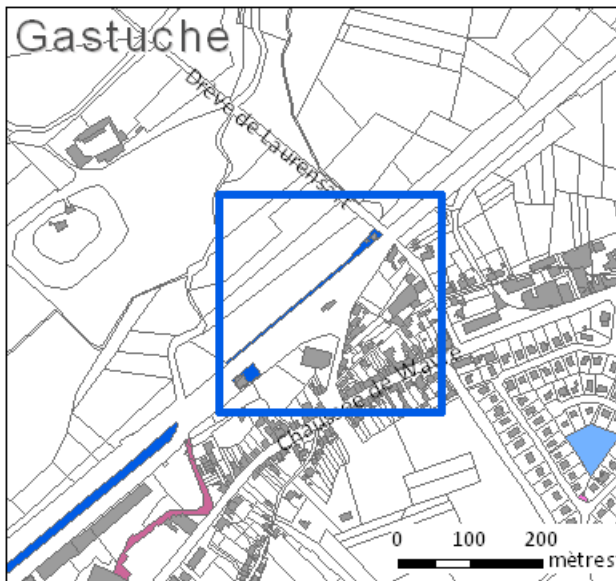 Gastuche
Drève de Laurensart
Chaussée de Wavre
0 100 200
mètres